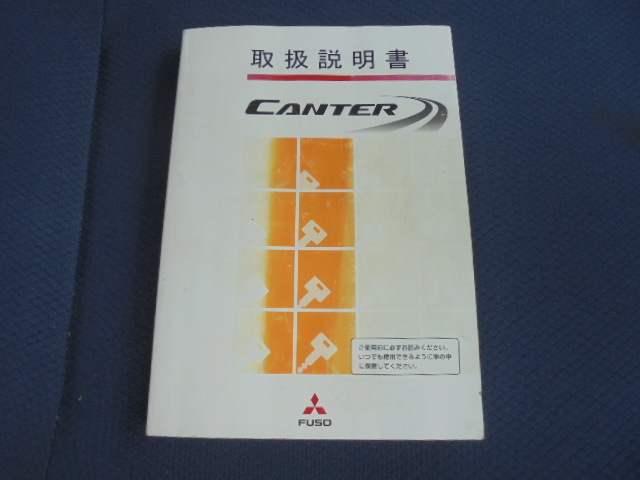 取扱説明書
CANTER
ご乗車前に必ずお読みください。
いつでも使用できるように車の中
に保管してください。
FUSO